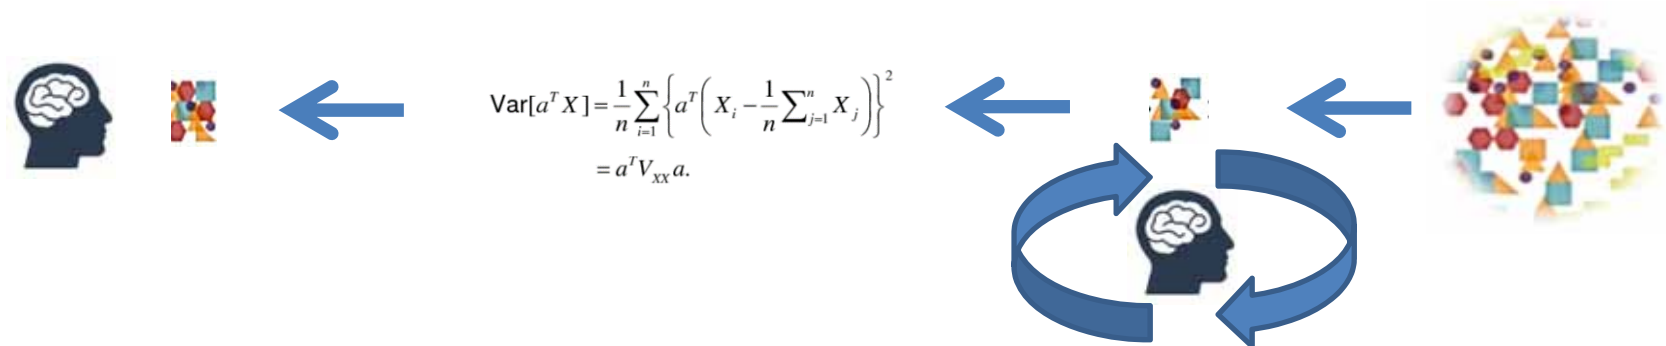 Var[a^T X] = \frac{1}{n} \sum_{i=1}^{n} \left\{ a^T \left( X_i - \frac{1}{n} \sum_{j=1}^{n} X_j \right) \right\}^2
= a^T V_{XX} a.